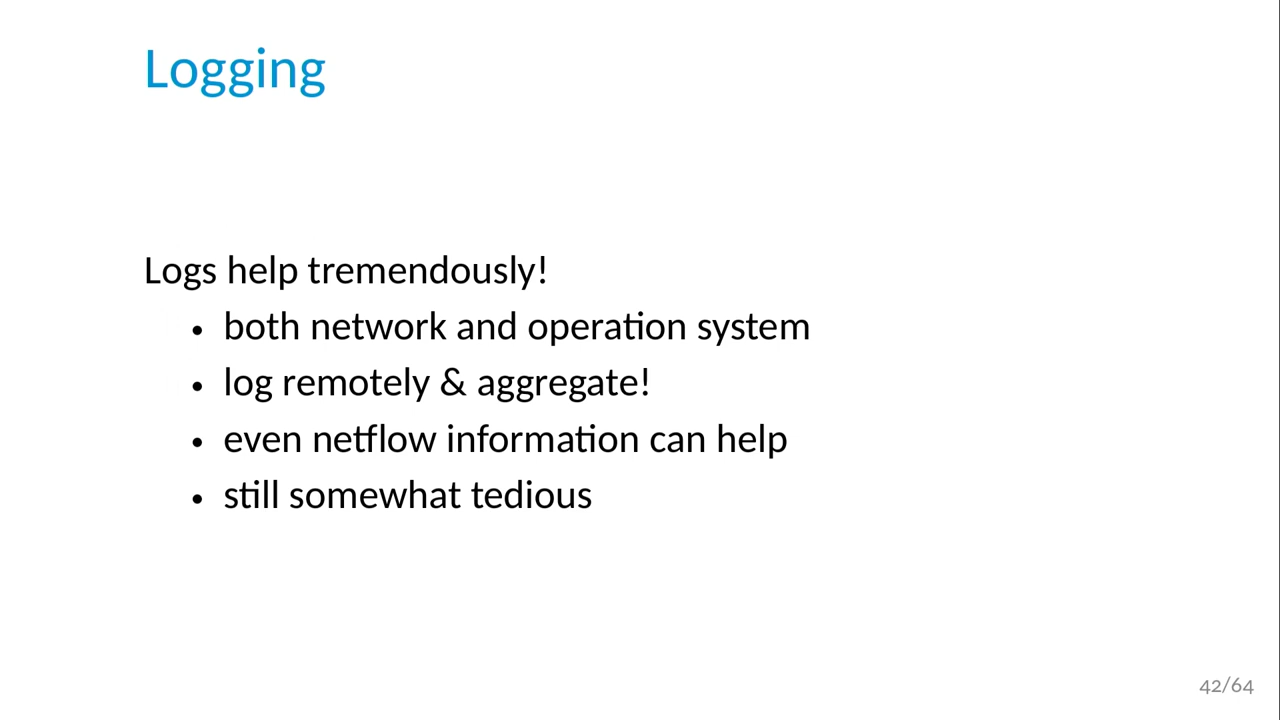 Logging
Logs help tremendously!
• both network and operation system
• log remotely & aggregate!
• even netflow information can help
• still somewhat tedious
42/64